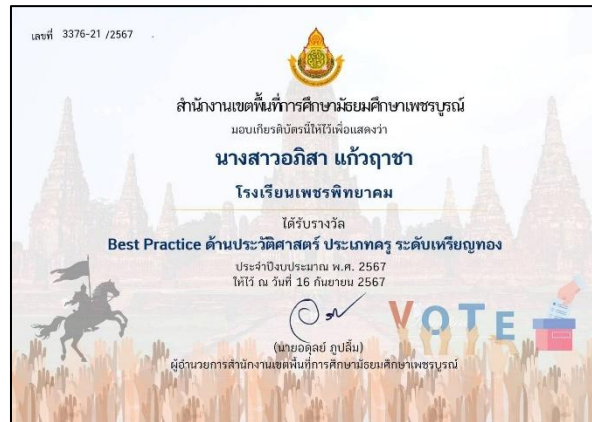 เลขที่ 3376-21 /2567
สำนักงานเขตพื้นที่การศึกษามัธยมศึกษาเพชรบูรณ์
มอบเกียรติบัตรนี้ให้ไว้เพื่อแสดงว่า
นางสาวอภิสา แก้วฤาชา
โรงเรียนเพชรพิทยาคม
ได้รับรางวัล
Best Practice ด้านประวัติศาสตร์ ประเภทครู ระดับเหรียญทอง
ประจำปีงบประมาณ พ.ศ. 2567
ให้ไว้ ณ วันที่ 16 กันยายน 2567
VOTE
(นายอดุลย์ ภูปลื้ม)
ผู้อำนวยการสำนักงานเขตพื้นที่การศึกษามัธยมศึกษาเพชรบูรณ์